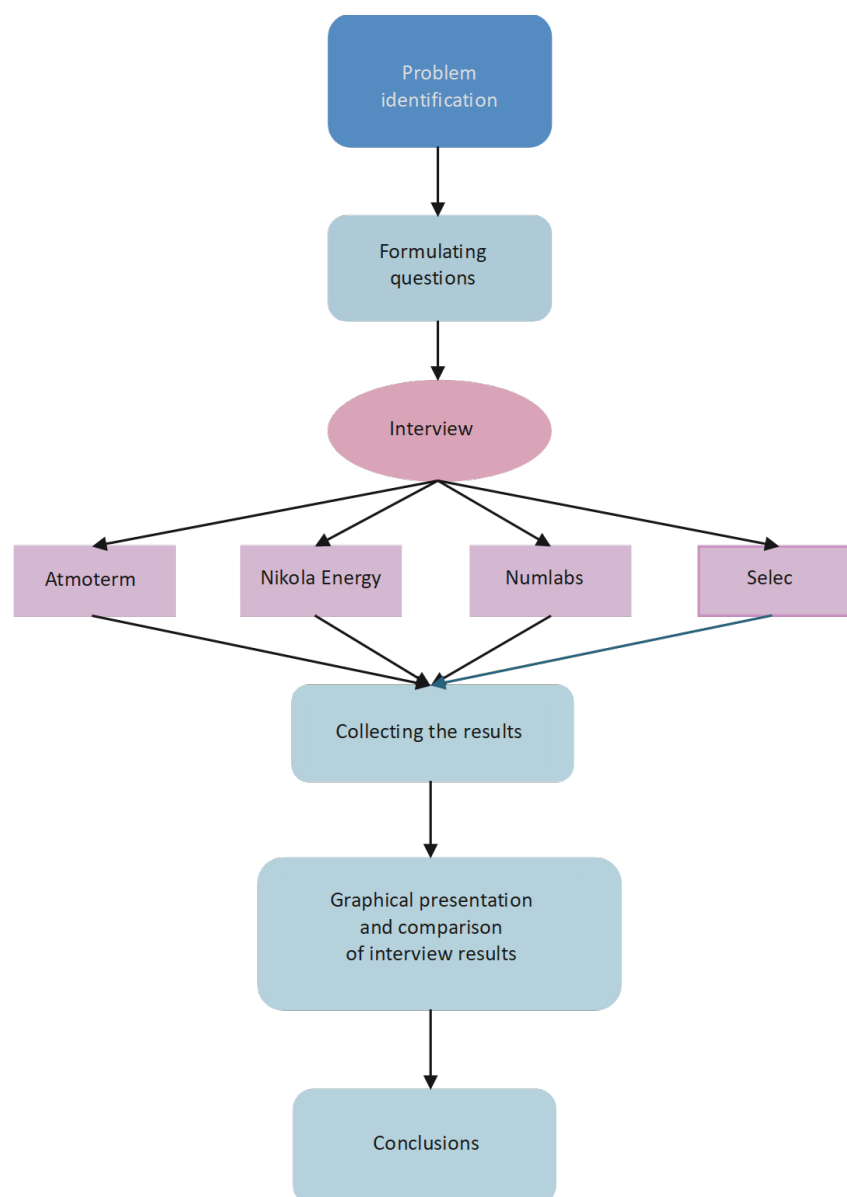 Problem
identification
Formulating
questions
Interview
Atmoterm
Nikola Energy
Numlabs
Selec
Collecting the results
Graphical presentation
and comparison
of interview results
Conclusions